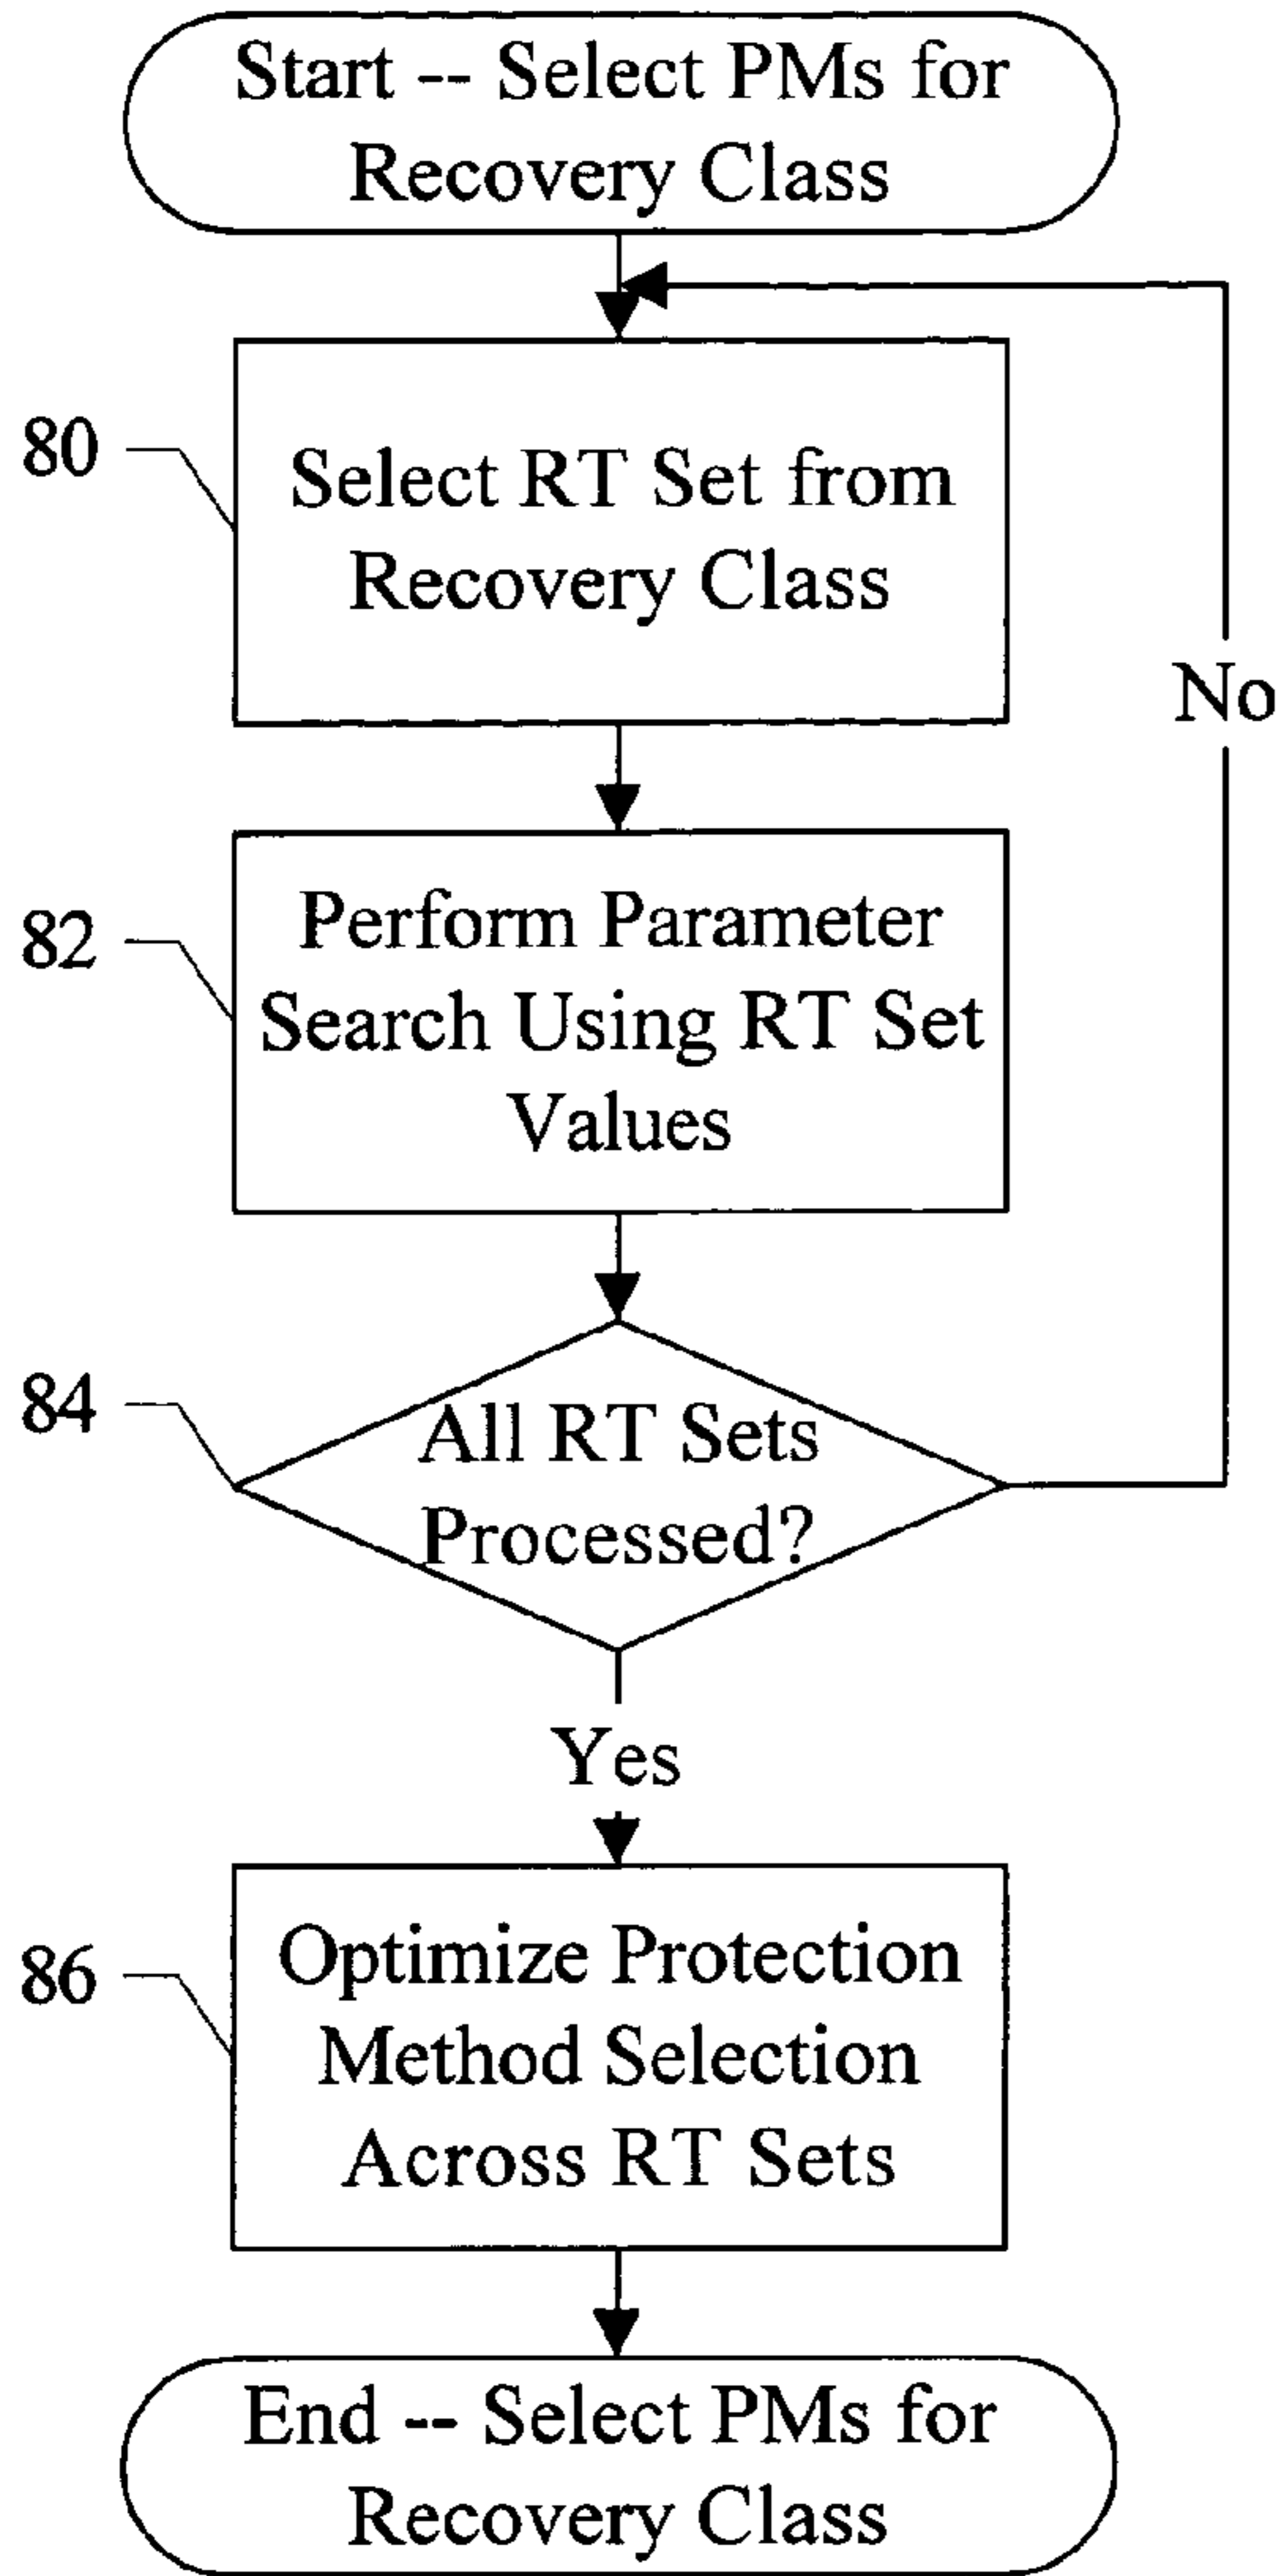 Start -- Select PMs for
Recovery Class
80
Select RT Set from
Recovery Class
No
82
Perform Parameter
Search Using RT Set
Values
84
All RT Sets
Processed?
Yes
86
Optimize Protection
Method Selection
Across RT Sets
End -- Select PMs for
Recovery Class